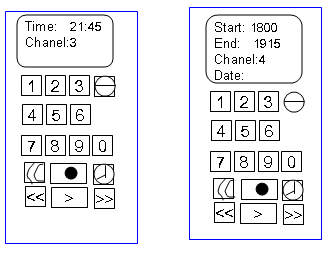 Time: 21:45
Chanel:3
1 2 3
4 5 6
7 8 9 0
<< > >>
Start: 1800
End: 1915
Chanel:4
Date:
1 2 3
4 5 6
7 8 9 0
<< > >>